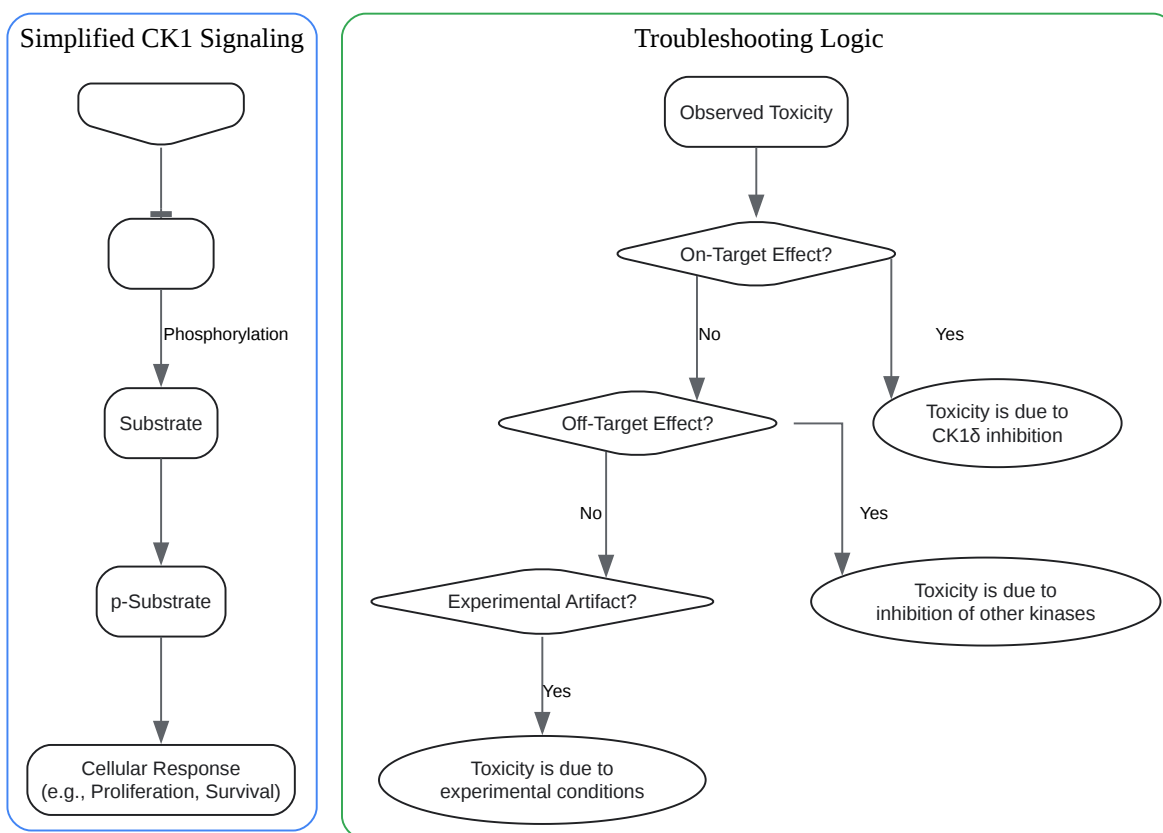 Simplified CK1 Signaling
Phosphorylation
Substrate
p-Substrate
Cellular Response
(e.g., Proliferation, Survival)
Troubleshooting Logic
Observed Toxicity
On-Target Effect?
No
Yes
Off-Target Effect?
Toxicity is due to
CK1δ inhibition
No
Yes
Experimental Artifact?
Toxicity is due to
inhibition of other kinases
Yes
Toxicity is due to
experimental conditions